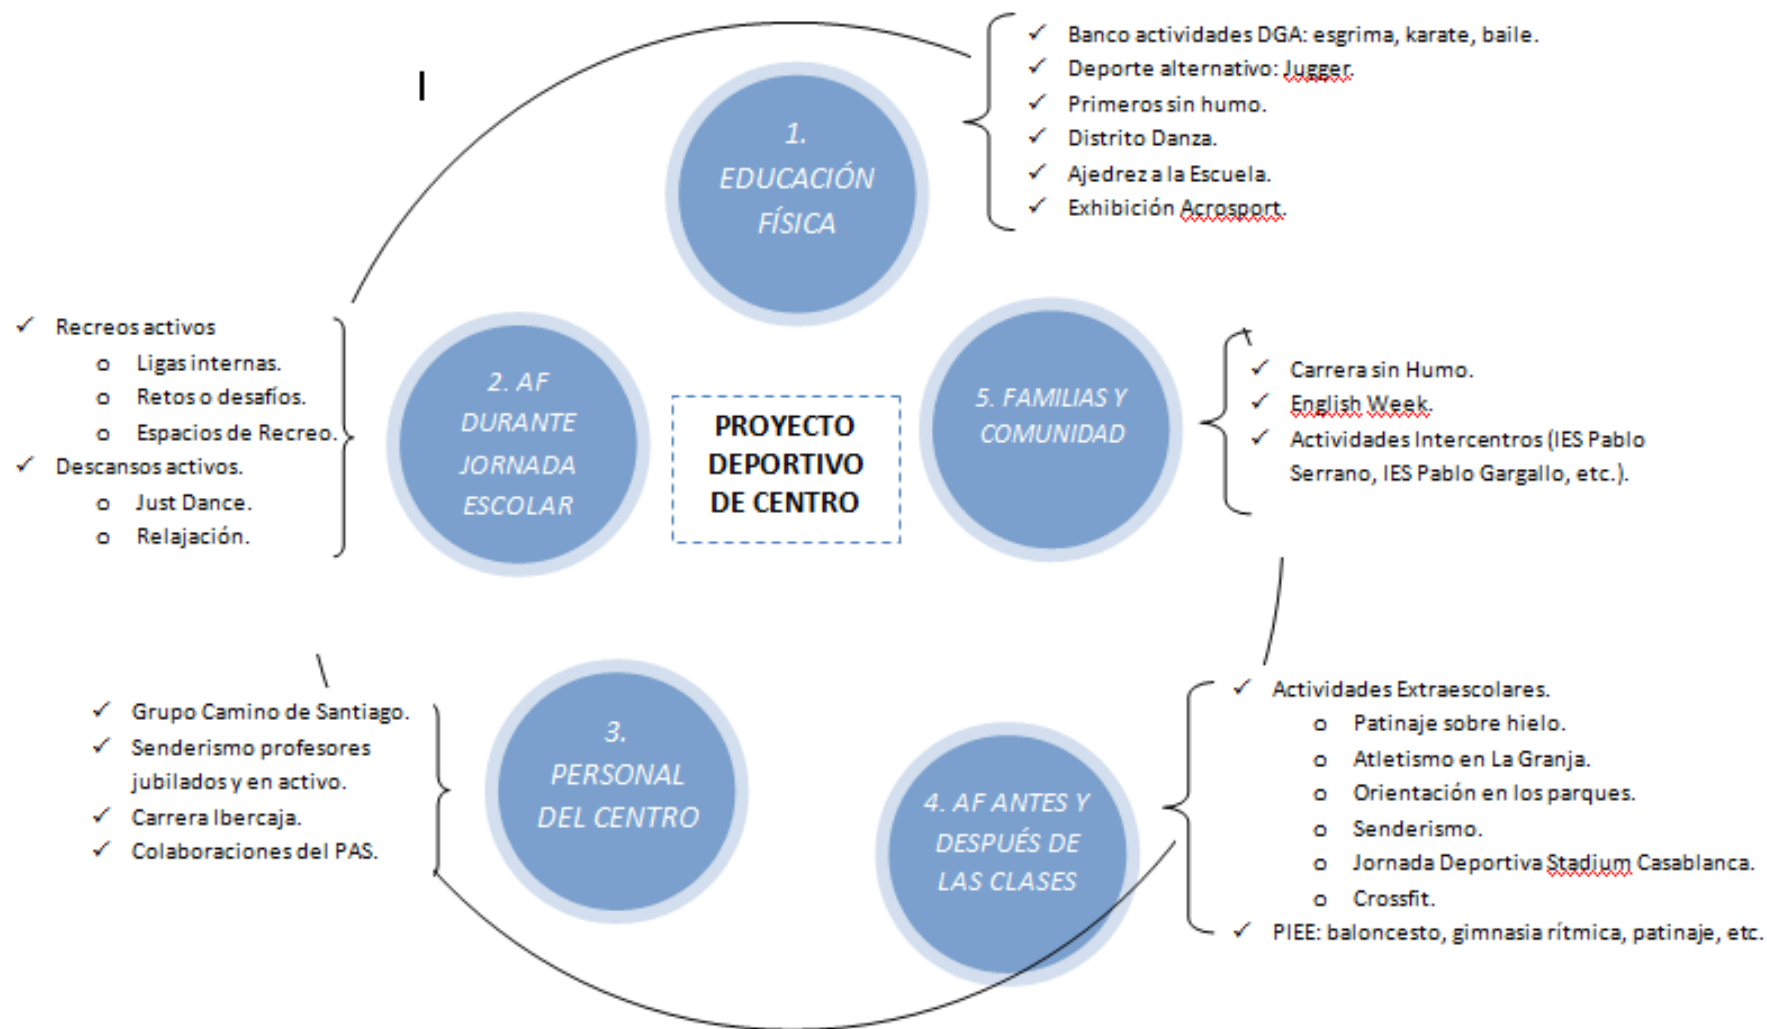 1.
EDUCACIÓN
FÍSICA
✓ Banco actividades DGA: esgrima, karate, baile.
✓ Deporte alternativo: Jugger.
✓ Primeros sin humo.
✓ Distrito Danza.
✓ Ajedrez a la Escuela.
✓ Exhibición Acrosport.
✓ Recreos activos
o Ligas internas.
o Retos o desafíos.
o Espacios de Recreo.
✓ Descansos activos.
o Just Dance.
o Relajación.
2. AF
DURANTE
JORNADA
ESCOLAR
PROYECTO
DEPORTIVO
DE CENTRO
5. FAMILIAS Y
COMUNIDAD
✓ Carrera sin Humo.
✓ English Week.
✓ Actividades Intercentros (IES Pablo
Serrano, IES Pablo Gargallo, etc.).
✓ Grupo Camino de Santiago.
✓ Senderismo profesores
jubilados y en activo.
✓ Carrera Ibercaja.
✓ Colaboraciones del PAS.
3.
PERSONAL
DEL CENTRO
4. AF ANTES Y
DESPUÉS DE
LAS CLASES
✓ Actividades Extraescolares.
o Patinaje sobre hielo.
o Atletismo en La Granja.
o Orientación en los parques.
o Senderismo.
o Jornada Deportiva Stadium Casablanca.
o Crossfit.
✓ PIEE: baloncesto, gimnasia rítmica, patinaje, etc.